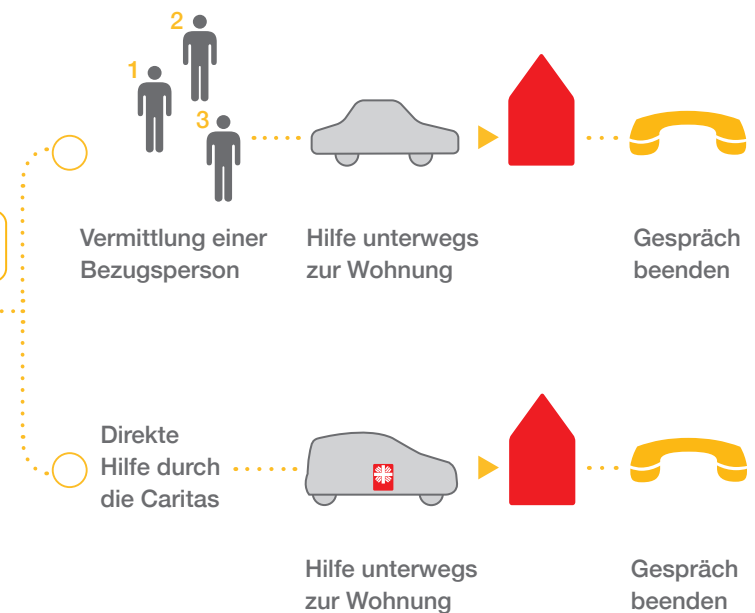 2
1
3
Vermittlung einer
Bezugsperson
Hilfe unterwegs
zur Wohnung
Gespräch
beenden
Direkte
Hilfe durch
die Caritas
Hilfe unterwegs
zur Wohnung
Gespräch
beenden